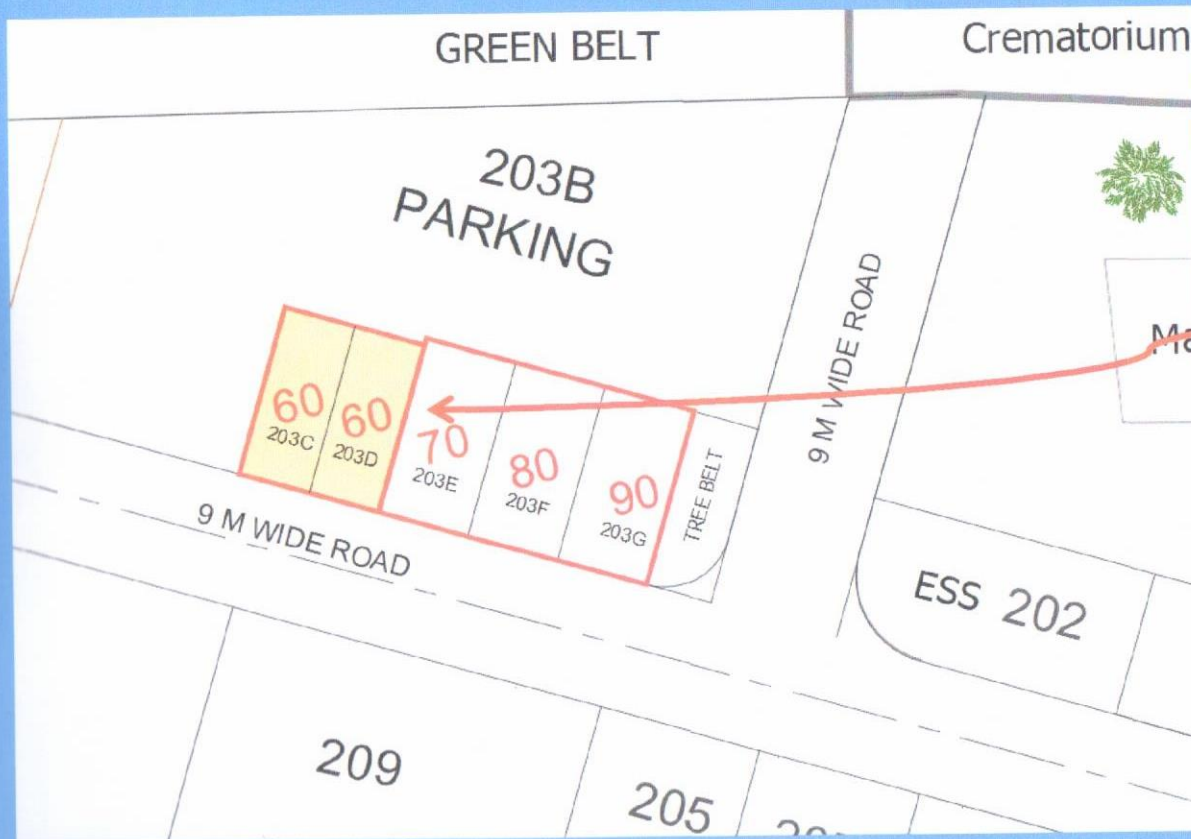 GREEN BELT
Crematorium
203B
PARKING
9 M WIDE ROAD
60
203C
60
203D
70
203E
80
203F
90
203G
TREE BELT
9 M WIDE ROAD
ESS 202
209
205